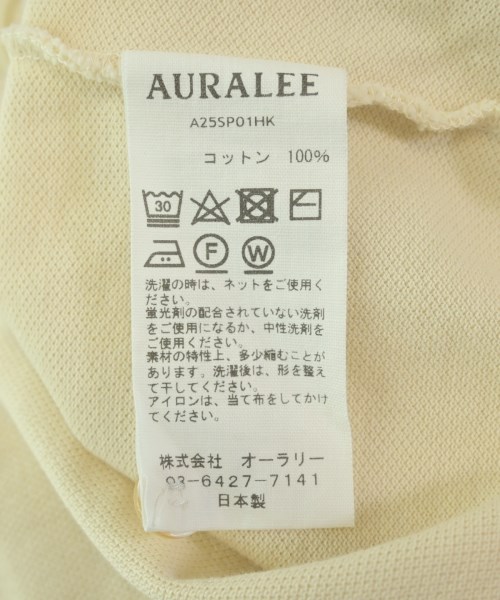 AURALEE
A25SP01HK
コットン 100%
30
F W
洗濯の時は、ネットをご使用く
ださい。
蛍光剤の配合されていない洗剤
をご使用になるか、中性洗剤を
ご使用ください。
素材の特性上、多少縮むことが
あります。洗濯後は、形を整え
て干してください。
アイロンは、当て布をしてかけ
てください。
株式会社 オーラリー
03-6427-7141
日本製